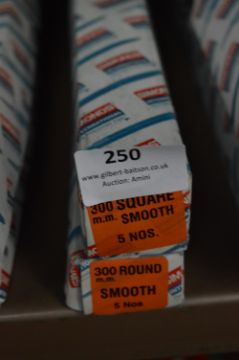 250
www.gilbert-baitson.co.uk
Auction: Amini
300 SQUARE
m.m. SMOOTH
5 NOS.
300 ROUND
m.m.
SMOOTH
5 Nos